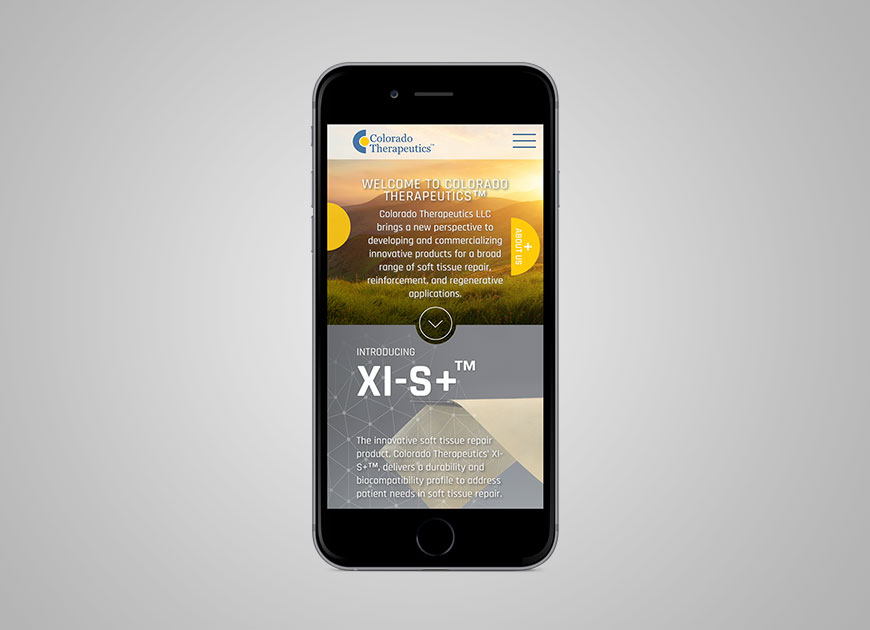 Colorado
Therapeutics™
WELCOME TO COLORADO
THERAPEUTICS™
Colorado Therapeutics LLC
brings a new perspective to
developing and commercializing
innovative products for a broad
range of soft tissue repair,
reinforcement, and regenerative
applications.
+
ABOUT US
INTRODUCING
XI-S+™
The innovative soft tissue repair
product, Colorado Therapeutics' XI-
S+™, delivers a durability and
biocompatibility profile to address
patient needs in soft tissue repair.